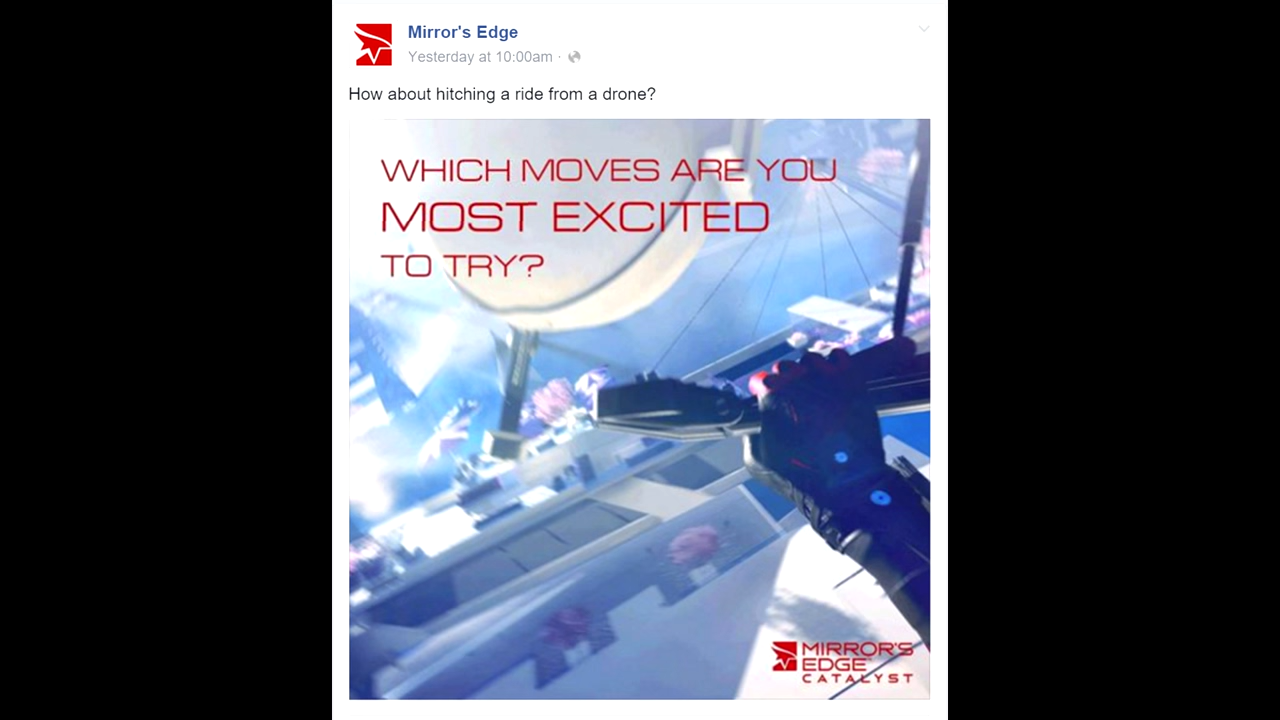 Mirror's Edge
Yesterday at 10:00am ·
How about hitching a ride from a drone?
WHICH MOVES ARE YOU
MOST EXCITED
TO TRY?
MIRROR'S
EDGE
CATALYST